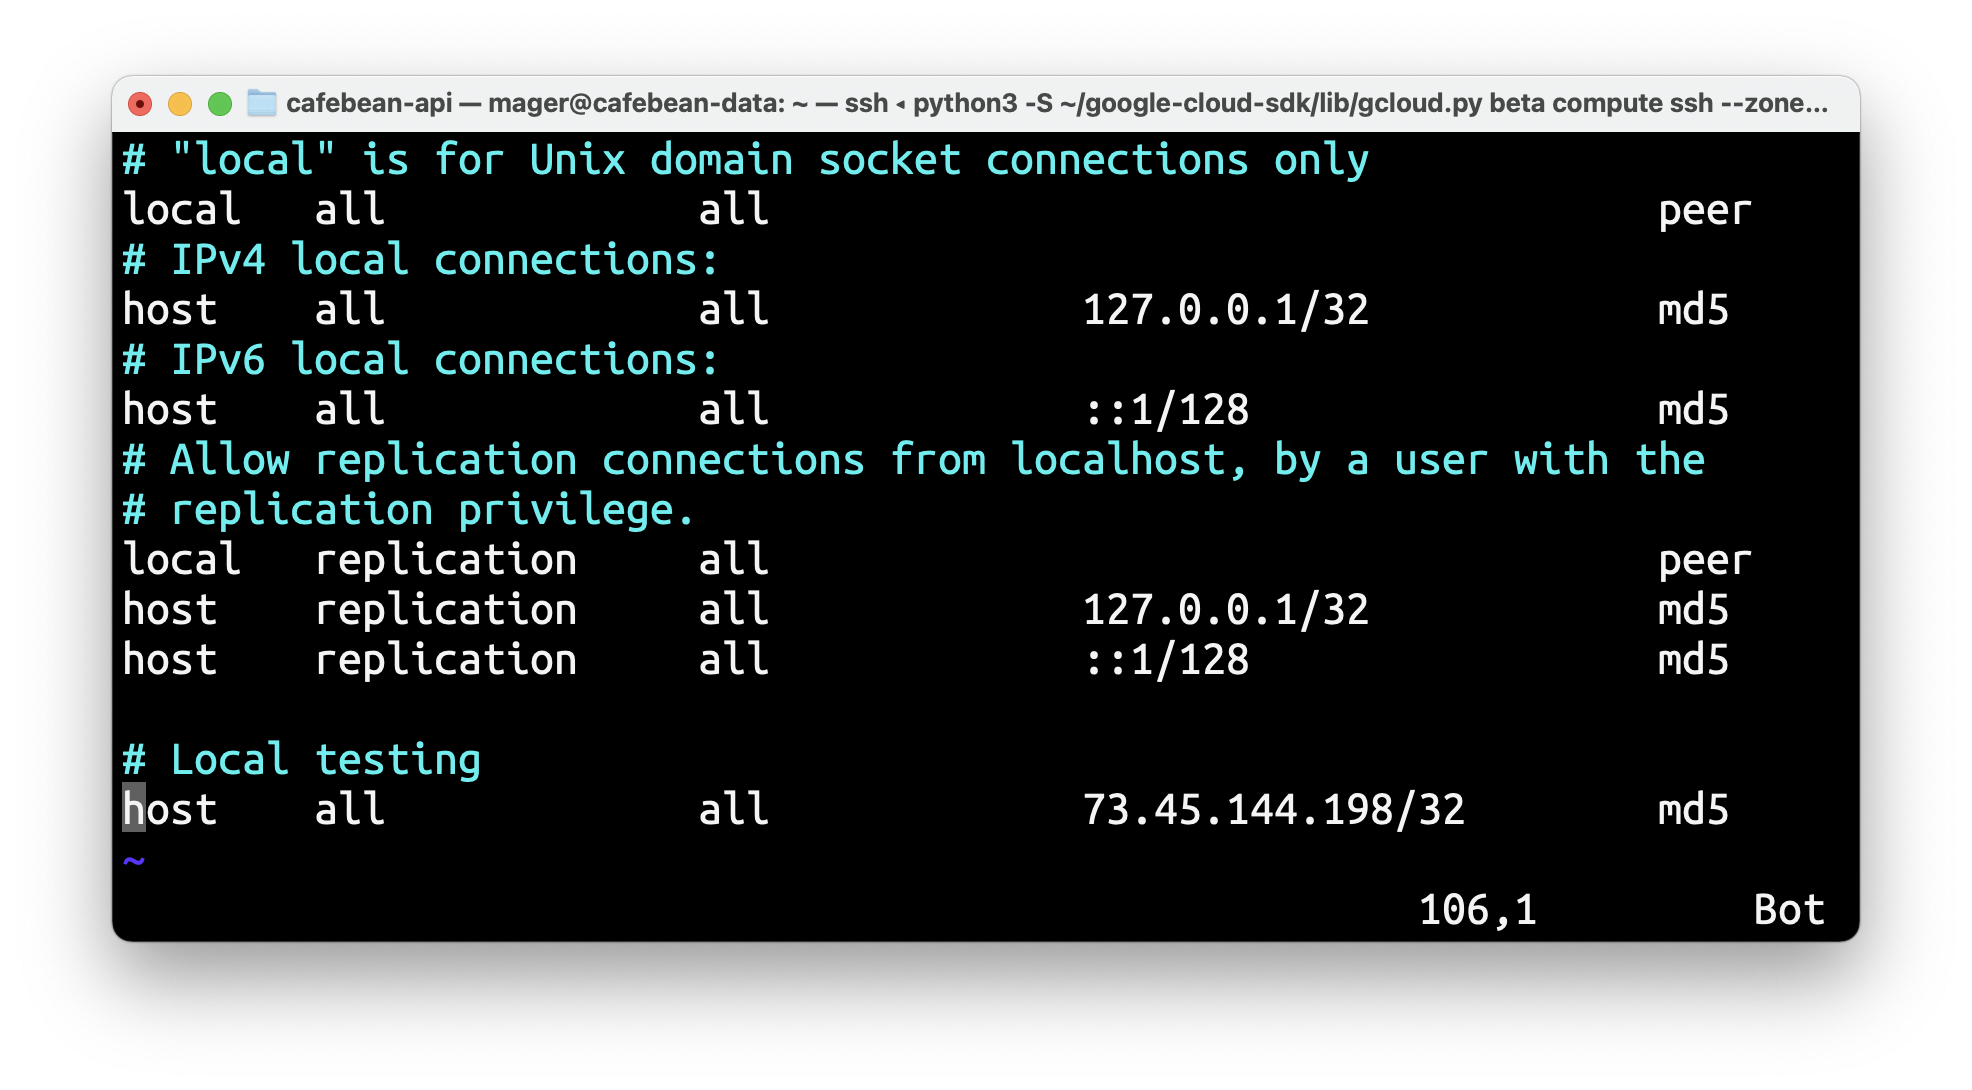 cafebean-api — mager@cafebean-data: ~ — ssh ◂ python3 -S ~/google-cloud-sdk/lib/gcloud.py beta compute ssh --zone...
# "local" is for Unix domain socket connections only
local   all             all                                     peer
# IPv4 local connections:
host    all             all             127.0.0.1/32            md5
# IPv6 local connections:
host    all             all             ::1/128                 md5
# Allow replication connections from localhost, by a user with the
# replication privilege.
local   replication     all                                     peer
host    replication     all             127.0.0.1/32            md5
host    replication     all             ::1/128                 md5
# Local testing
host    all             all             73.45.144.198/32        md5
~
106,1         Bot